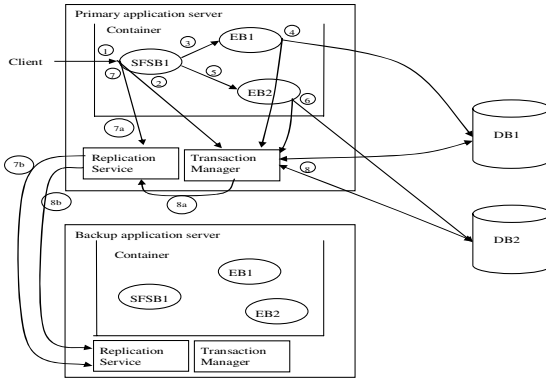 Primary application server
Container
EB1
4
3
1
Client
SFSB1
7
2
5
EB2
6
DB1
7a
7b
Replication
Service
Transaction
Manager
8
8b
8a
DB2
Backup application server
Container
EB1
SFSB1
EB2
Replication
Service
Transaction
Manager